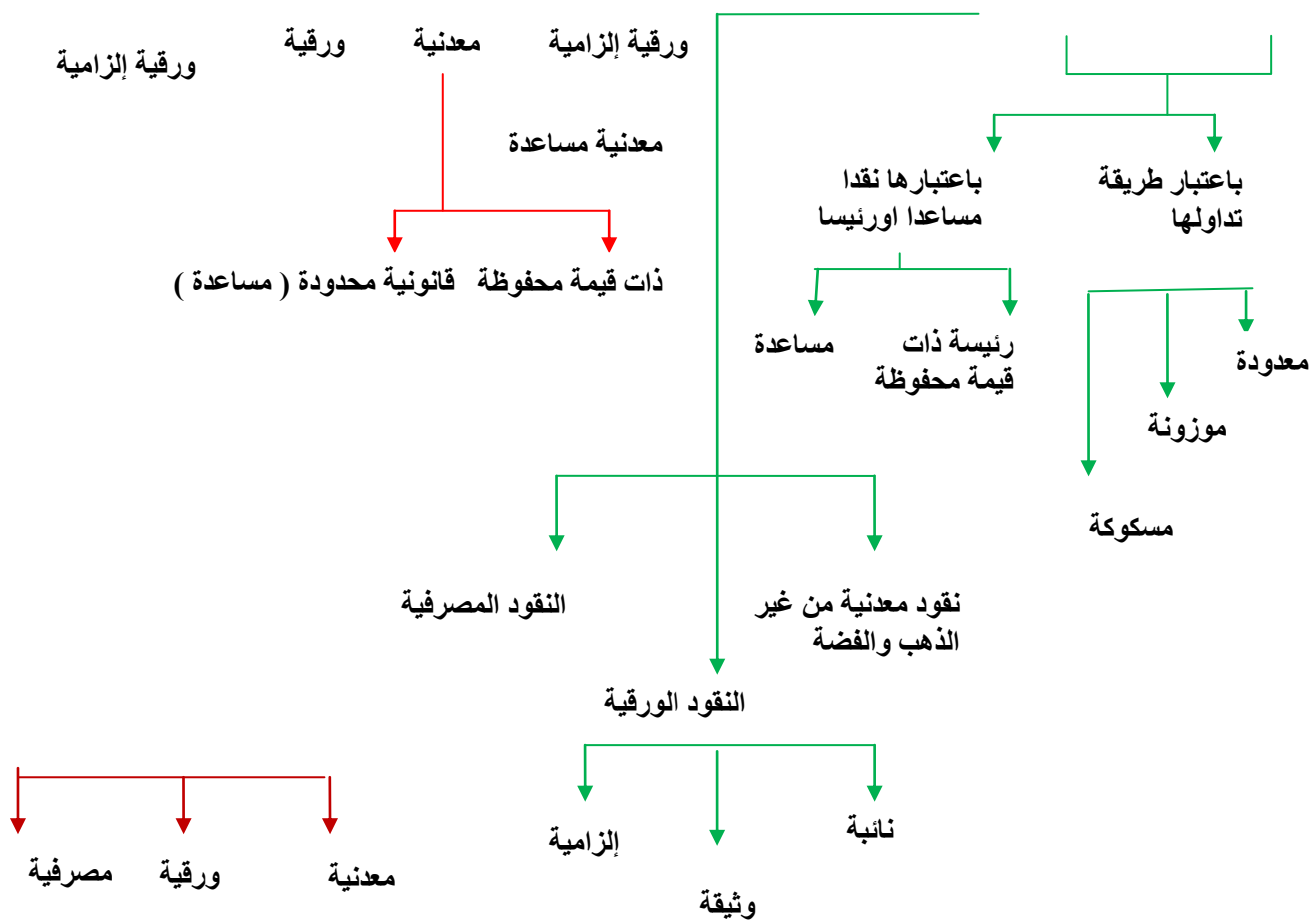 ورقية إلزامية
معدنية
ورقية
ورقية إلزامية
معدنية مساعدة
باعتبار طريقة
تداولها
باعتبارها نقدا
مساعدا اورئيسا
ذات قيمة محفوظة
قانونية محدودة ( مساعدة )
معدودة
رئيسة ذات
قيمة محفوظة
مساعدة
موزونة
مسكوكة
نقود معدنية من غير
الذهب والفضة
النقود المصرفية
النقود الورقية
نائبة
إلزامية
وثيقة
معدنية
ورقية
مصرفية